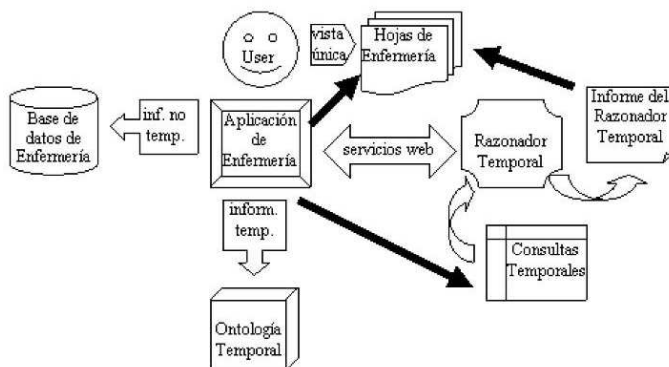 User
vista
única
Hojas de
Enfermería
Base de
datos de
Enfermería
inf. no
temp.
Aplicación
de
Enfermería
servicios web
Razonador
Temporal
Informe del
Razonador
Temporal
inform.
temp.
Consultas
Temporales
Ontología
Temporal